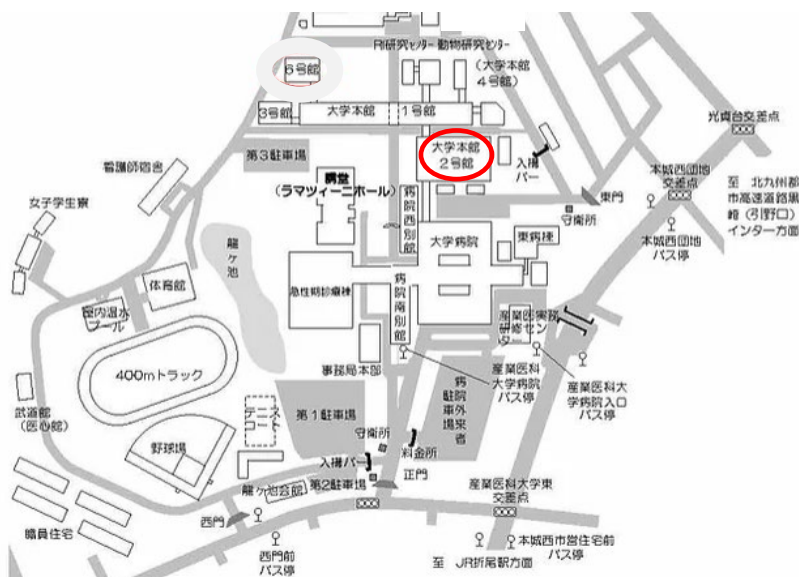 RI研究センター 動物研究センター
6号館
(大学本館
4号館)
3号館
大学本館
1号館
光貞台交差点
第3駐車場
大学本館
2号館
入構
バー
看護師宿舎
講堂
(ラマツィーニホール)
本城西団地
交差点
至 北九州都
市高速道路黒
崎(引野口)
インター方面
東門
守衛所
女子学生寮
病院西別館
大学病院
東病棟
本城西団地
バス停
龍ヶ池
体育館
急性期診療棟
病院南別館
屋内温水
プール
産業医実務
研修セン
ター
事務局本部
産業医科
大学病院
バス停
産業医科大
学病院入口
バス停
400mトラック
武道館
(医心館)
テニス
コート
第1駐車場
病院外来者
駐車場
野球場
守衛所
料金所
入構バー
正門
第2駐車場
龍ヶ池会館
産業医科大学東
交差点
西門
職員住宅
西門前
バス停
本城西市営住宅前
バス停
至 JR折尾駅方面